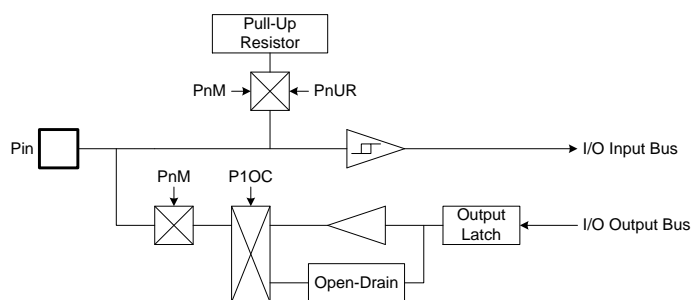 Pull-Up
Resistor
PnM
PnUR
Pin
I/O Input Bus
PnM
P1OC
Output
Latch
I/O Output Bus
Open-Drain